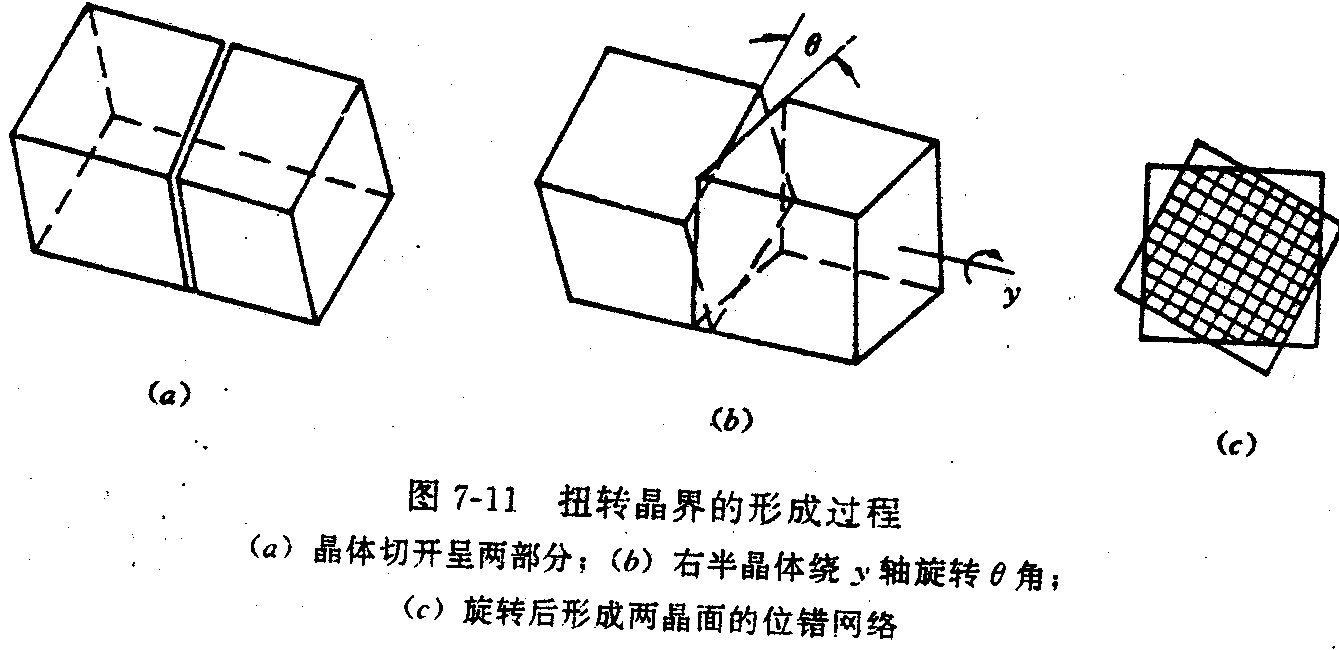 θ
y
(a)
(b)
(c)
图 7-11 扭转晶界的形成过程
(a) 晶体切开呈两部分；(b) 右半晶体绕 y 轴旋转 θ 角；
(c) 旋转后形成两晶面的位错网络